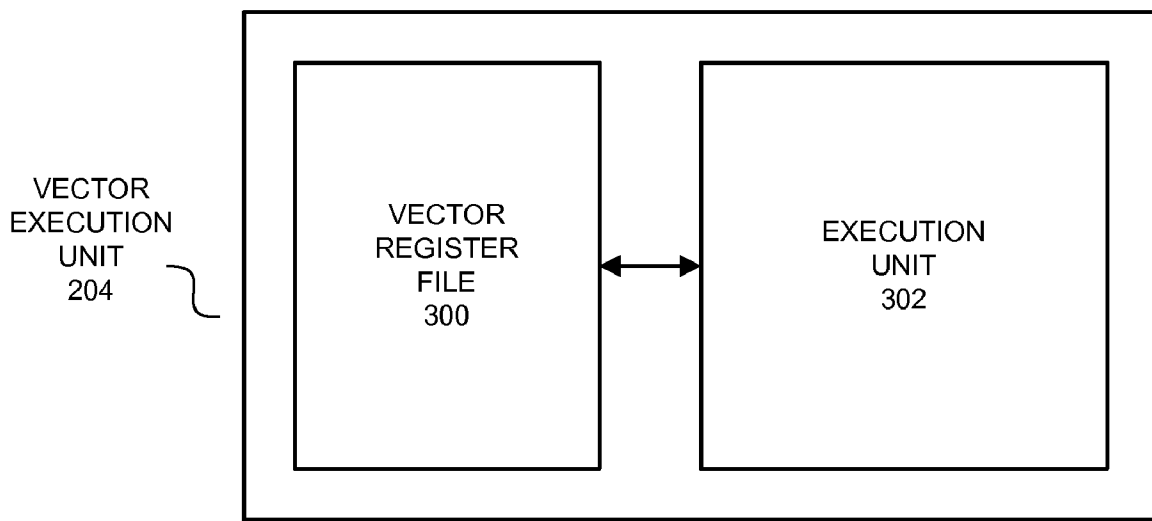 VECTOR
EXECUTION
UNIT
204
VECTOR
REGISTER
FILE
300
EXECUTION
UNIT
302